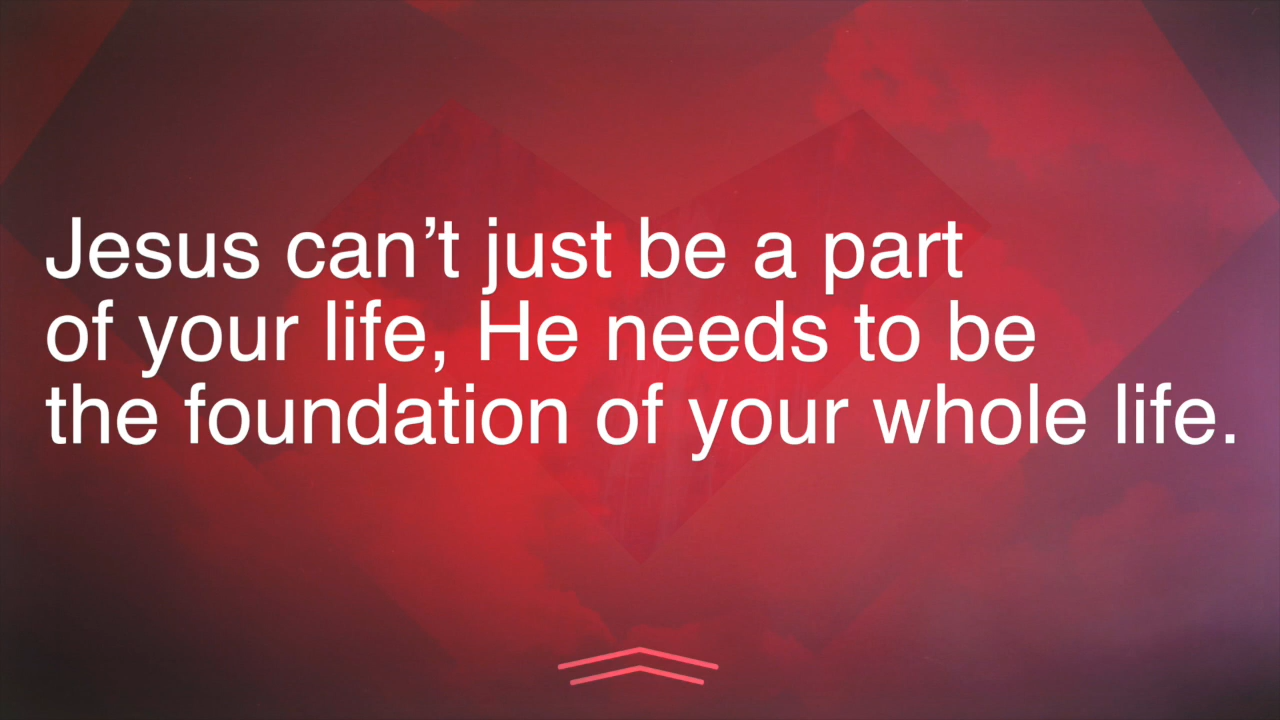 Jesus can’t just be a part
of your life, He needs to be
the foundation of your whole life.